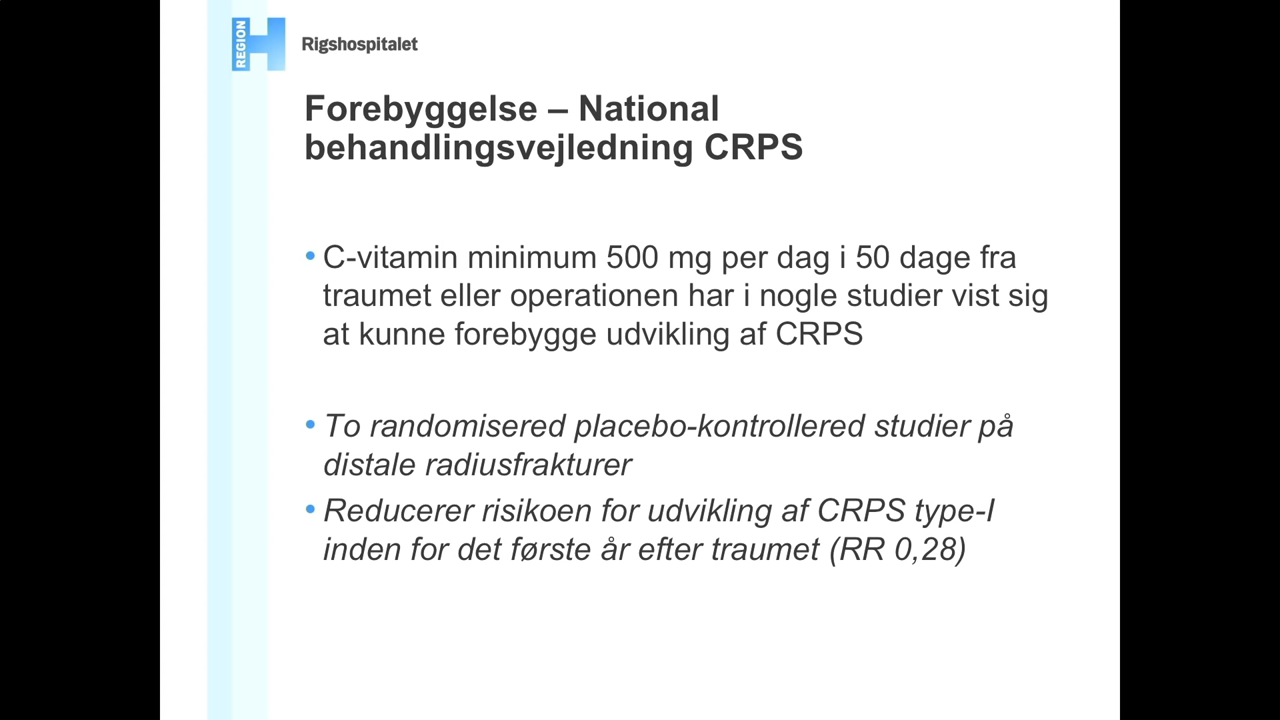 REGION
Rigshospitalet
Forebyggelse – National
behandlingsvejledning CRPS
• C-vitamin minimum 500 mg per dag i 50 dage fra
traumet eller operationen har i nogle studier vist sig
at kunne forebygge udvikling af CRPS
• To randomisered placebo-kontrollered studier på
distale radiusfrakturer
• Reducerer risikoen for udvikling af CRPS type-I
inden for det første år efter traumet (RR 0,28)